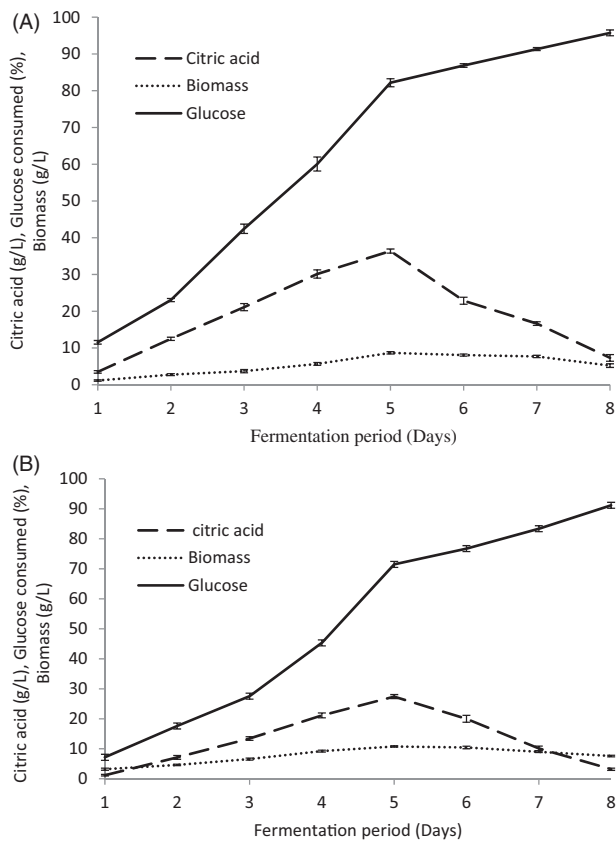 (A)
Citric acid (g/L), Glucose consumed (%),
Biomass (g/L)
100
90
80
70
60
50
40
30
20
10
0
Citric acid
Biomass
Glucose
1 2 3 4 5 6 7 8
Fermentation period (Days)
(B)
Citric acid (g/L), Glucose consumed (%),
Biomass (g/L)
100
90
80
70
60
50
40
30
20
10
0
citric acid
Biomass
Glucose
1 2 3 4 5 6 7 8
Fermentation period (Days)